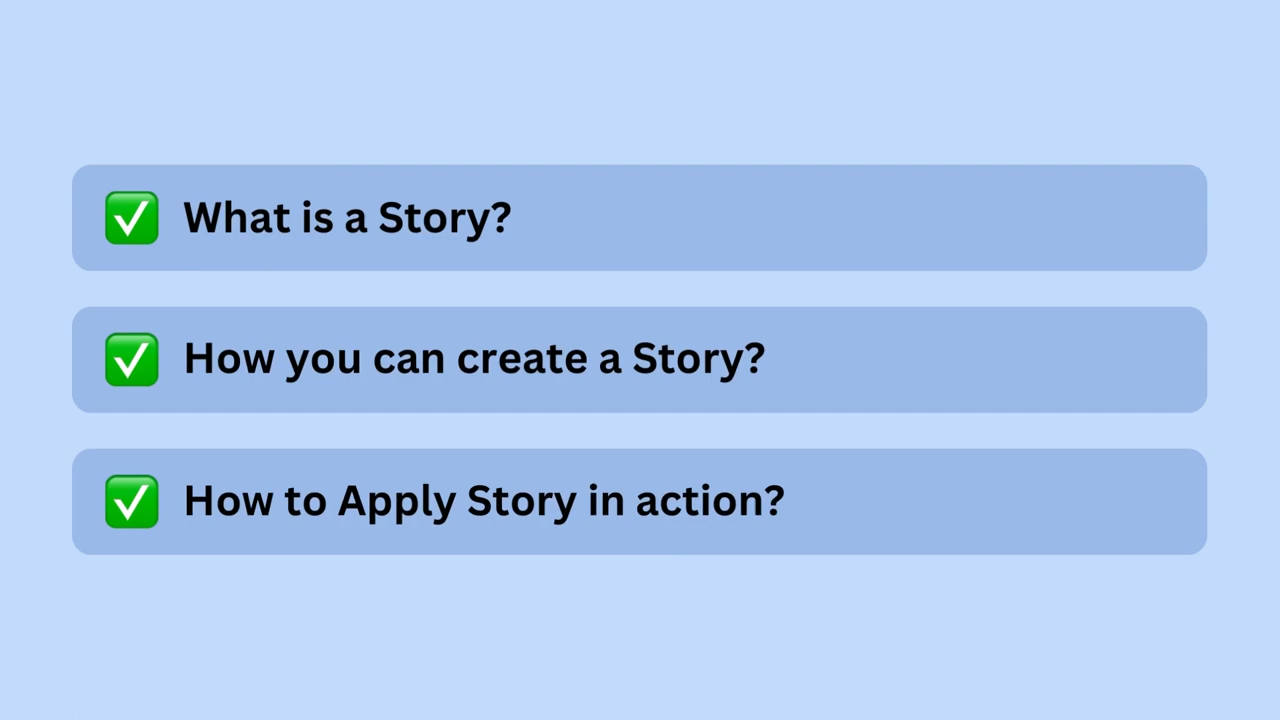 ✅ What is a Story?
✅ How you can create a Story?
✅ How to Apply Story in action?